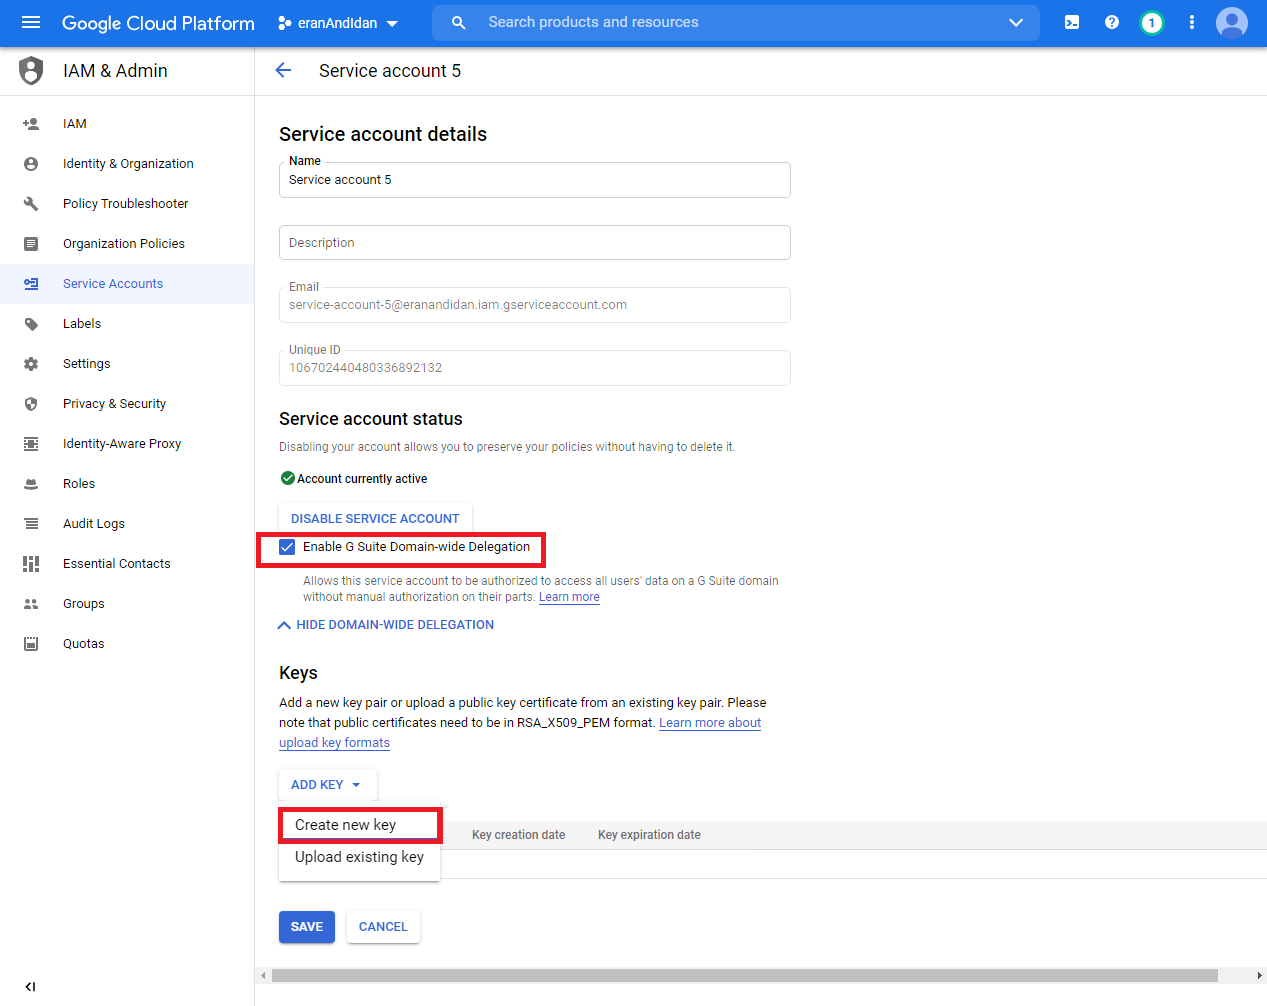 Google Cloud Platform
eranAndIdan
Search products and resources
1
IAM & Admin
Service account 5
IAM
Identity & Organization
Policy Troubleshooter
Organization Policies
Service Accounts
Labels
Settings
Privacy & Security
Identity-Aware Proxy
Roles
Audit Logs
Essential Contacts
Groups
Quotas
Service account details
Name
Service account 5
Description
Email
service-account-5@eranandidan.iam.gserviceaccount.com
Unique ID
106702440480336892132
Service account status
Disabling your account allows you to preserve your policies without having to delete it.
Account currently active
DISABLE SERVICE ACCOUNT
Enable G Suite Domain-wide Delegation
Allows this service account to be authorized to access all users' data on a G Suite domain
without manual authorization on their parts. Learn more
HIDE DOMAIN-WIDE DELEGATION
Keys
Add a new key pair or upload a public key certificate from an existing key pair. Please
note that public certificates need to be in RSA_X509_PEM format. Learn more about
upload key formats
ADD KEY
Create new key
Upload existing key
Key creation date
Key expiration date
SAVE
CANCEL